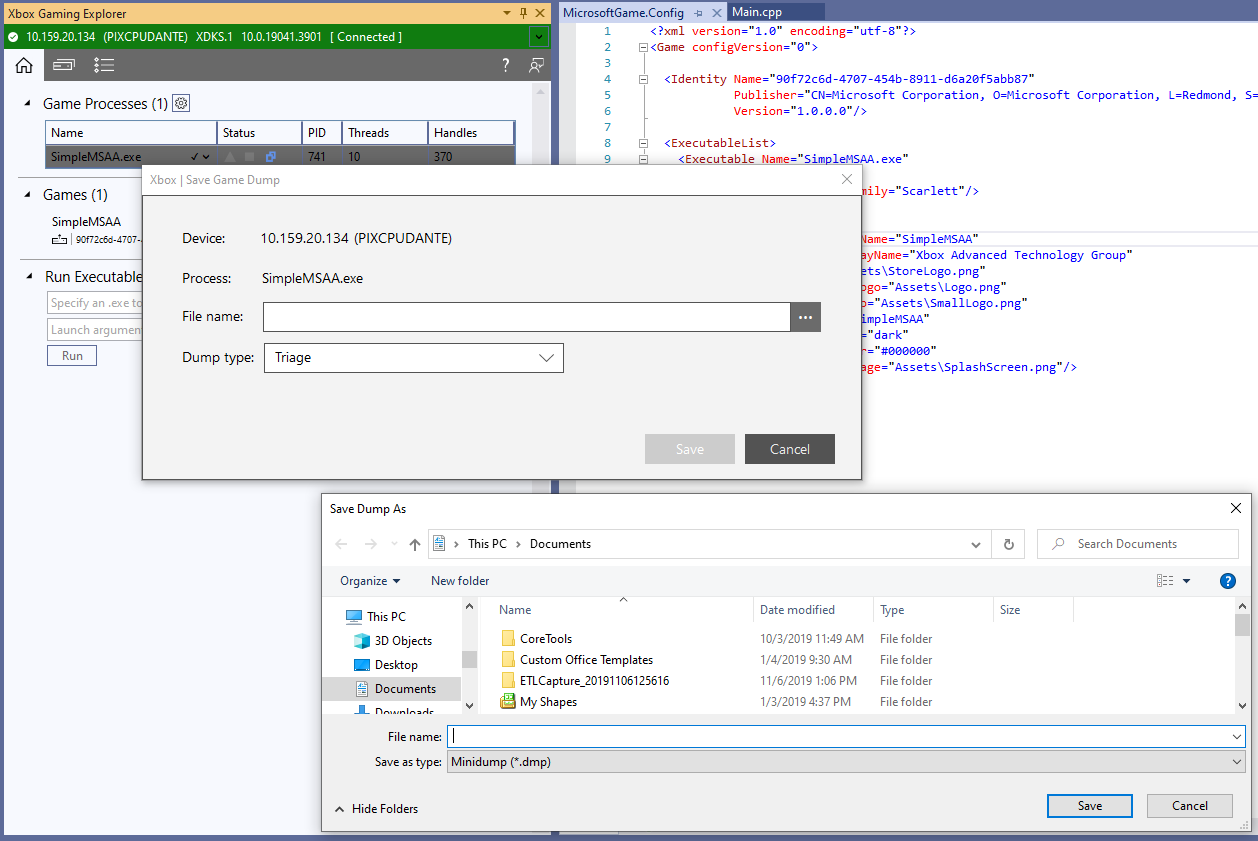 Xbox Gaming Explorer
10.159.20.134 (PIXCPUDANTE) XDKS.1 10.0.19041.3901 [ Connected ]
?
Game Processes (1)
Name Status PID Threads Handles
SimpleMSAA.exe 741 10 370
Games (1)
SimpleMSAA
90f72c6d-4707-
Run Executable
Specify an .exe to
Launch argumen
Run
MicrosoftGame.Config Main.cpp
1 <?xml version="1.0" encoding="utf-8"?>
2 <Game configVersion="0">
3
4 <Identity Name="90f72c6d-4707-454b-8911-d6a20f5abb87"
5 Publisher="CN=Microsoft Corporation, O=Microsoft Corporation, L=Redmond, S=
6 Version="1.0.0.0"/>
7
8 <ExecutableList>
9 <Executable Name="SimpleMSAA.exe"
mily="Scarlett"/>
Name="SimpleMSAA"
ayName="Xbox Advanced Technology Group"
ets\StoreLogo.png"
ogo="Assets\Logo.png"
o="Assets\SmallLogo.png"
impleMSAA"
="dark"
r="#000000"
age="Assets\SplashScreen.png"/>
Xbox | Save Game Dump
Device: 10.159.20.134 (PIXCPUDANTE)
Process: SimpleMSAA.exe
File name: ...
Dump type: Triage
Save Cancel
Save Dump As
This PC > Documents
Search Documents
Organize New folder
?
This PC
3D Objects
Desktop
Documents
Downloads
Name Date modified Type Size
CoreTools 10/3/2019 11:49 AM File folder
Custom Office Templates 1/4/2019 9:30 AM File folder
ETLCapture_20191106125616 11/6/2019 1:06 PM File folder
My Shapes 1/3/2019 4:37 PM File folder
File name:
Save as type: Minidump (*.dmp)
Hide Folders
Save Cancel